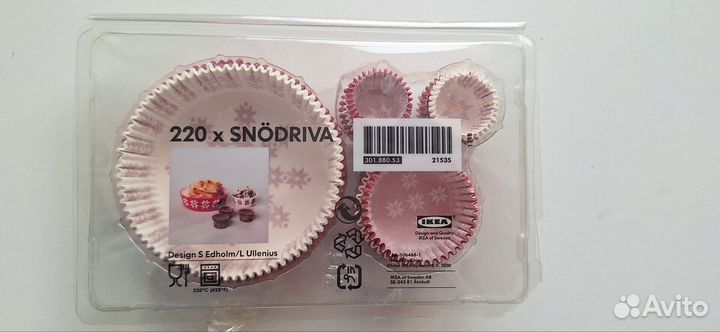 220 x SNÖDRIVA
301.880.53 21535
Design S Edholm/L Ullenius
220°C (428°F)
IKEA
Design and Quality
IKEA of Sweden
IKEA of Sweden AB
SE-343 81 Älmhult
Avito